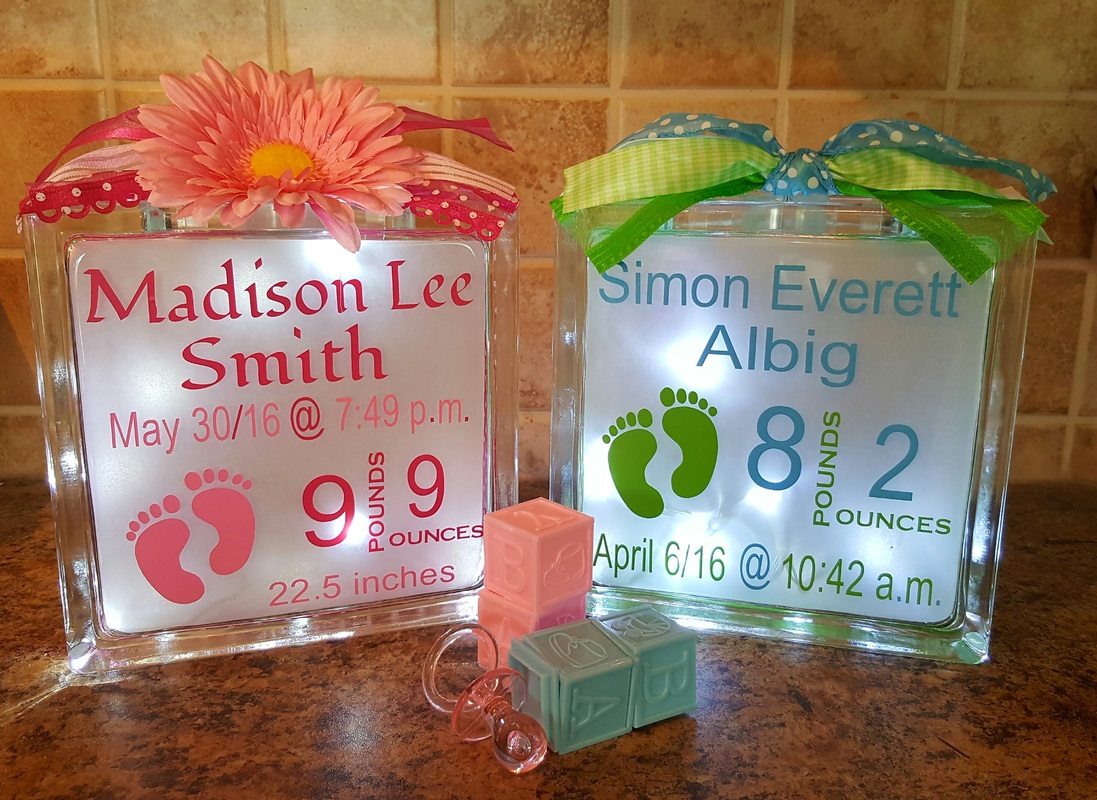 Madison Lee
Smith
May 30/16 @ 7:49 p.m.
9 POUNDS 9 OUNCES
22.5 inches
Simon Everett
Albig
8 POUNDS 2 OUNCES
April 6/16 @ 10:42 a.m.
B
A
B